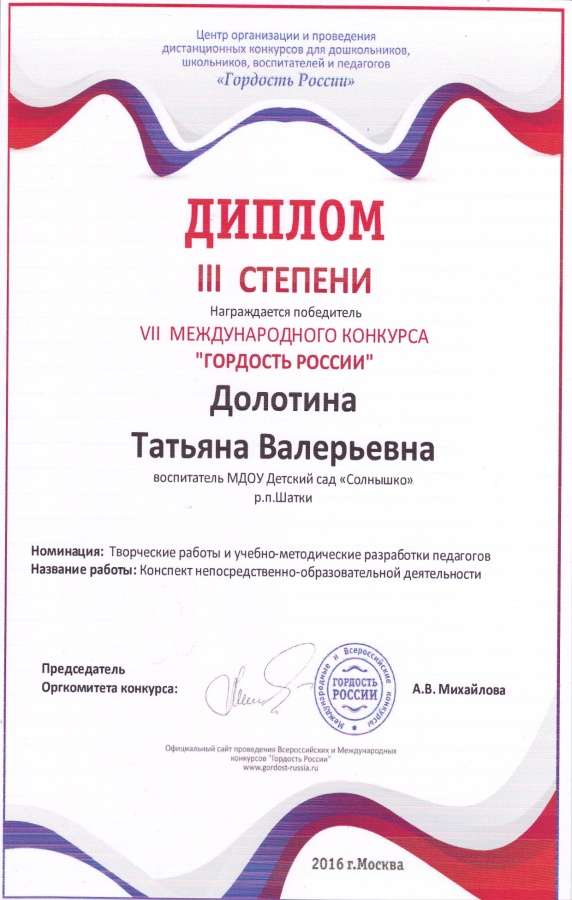 Центр организации и проведения
дистанционных конкурсов для дошкольников,
школьников, воспитателей и педагогов
«Гордость России»
ДИПЛОМ
III СТЕПЕНИ
Награждается победитель
VII МЕЖДУНАРОДНОГО КОНКУРСА
"ГОРДОСТЬ РОССИИ"
Долотина
Татьяна Валерьевна
воспитатель МДОУ Детский сад «Солнышко»
р.п.Шатки
Номинация: Творческие работы и учебно-методические разработки педагогов
Название работы: Конспект непосредственно-образовательной деятельности
Председатель
Оргкомитета конкурса:
Международные и Всероссийские конкурсы
ГОРДОСТЬ
РОССИИ
А.В. Михайлова
Официальный сайт проведения Всероссийских и Международных
конкурсов "Гордость России"
www.gordost-russia.ru
2016 г.Москва